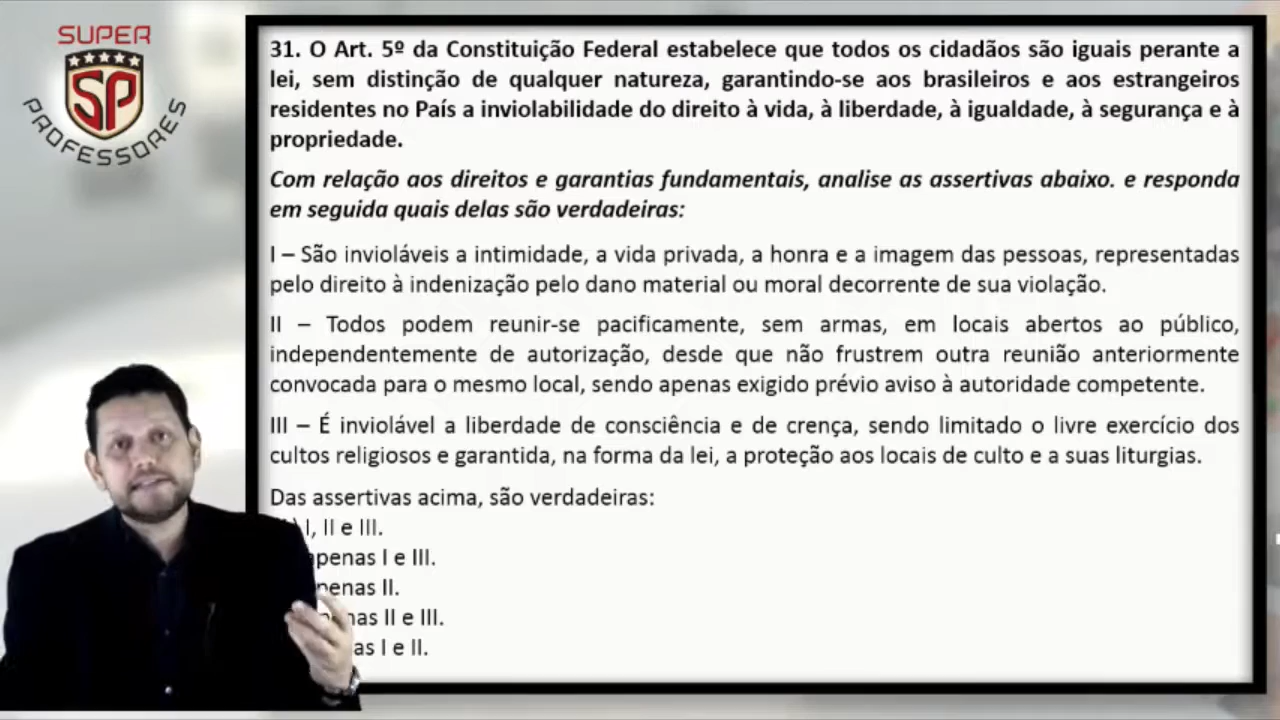 SUPER
SP
PROFESSORES
31. O Art. 5º da Constituição Federal estabelece que todos os cidadãos são iguais perante a
lei, sem distinção de qualquer natureza, garantindo-se aos brasileiros e aos estrangeiros
residentes no País a inviolabilidade do direito à vida, à liberdade, à igualdade, à segurança e à
propriedade.
Com relação aos direitos e garantias fundamentais, analise as assertivas abaixo. e responda
em seguida quais delas são verdadeiras:
I – São invioláveis a intimidade, a vida privada, a honra e a imagem das pessoas, representadas
pelo direito à indenização pelo dano material ou moral decorrente de sua violação.
II – Todos podem reunir-se pacificamente, sem armas, em locais abertos ao público,
independentemente de autorização, desde que não frustrem outra reunião anteriormente
convocada para o mesmo local, sendo apenas exigido prévio aviso à autoridade competente.
III – É inviolável a liberdade de consciência e de crença, sendo limitado o livre exercício dos
cultos religiosos e garantida, na forma da lei, a proteção aos locais de culto e a suas liturgias.
Das assertivas acima, são verdadeiras:
I, II e III.
apenas I e III.
II.
II e III.
I e II.